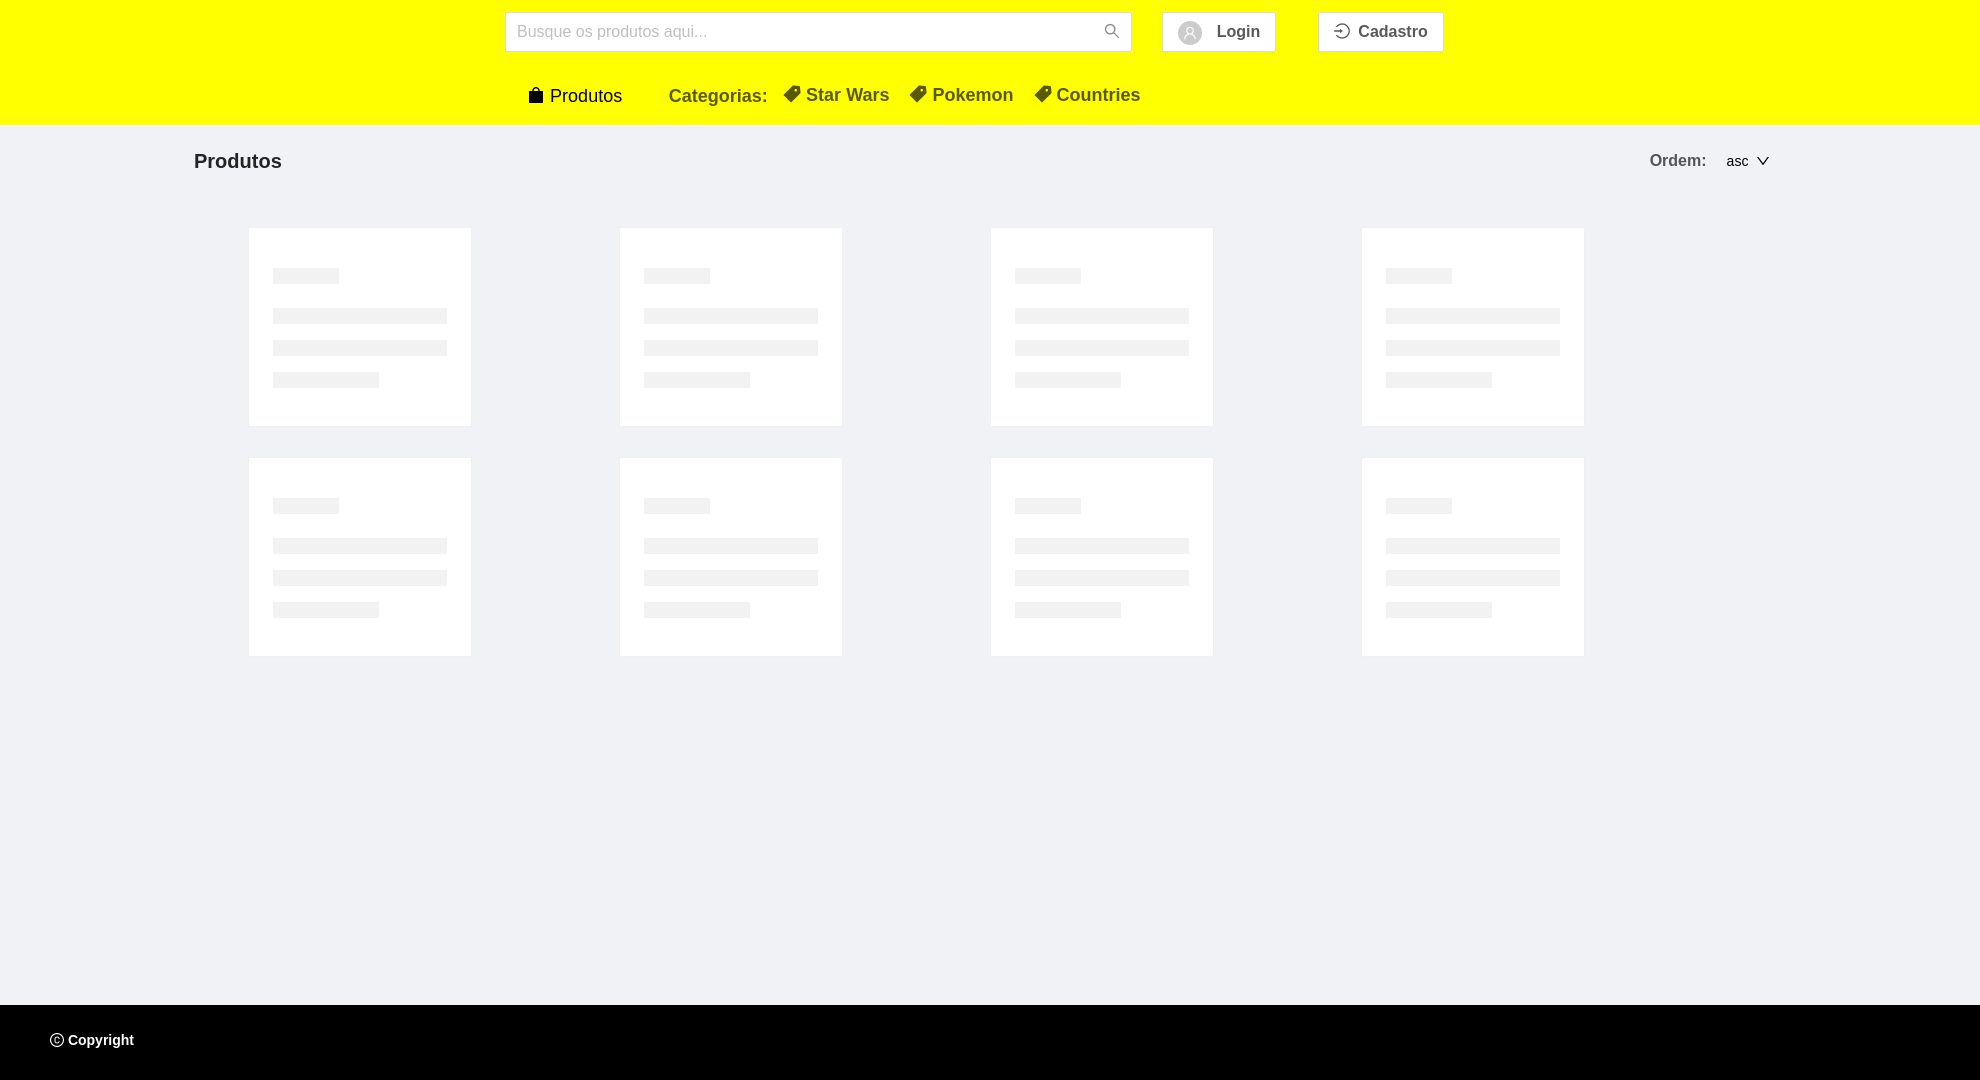 Busque os produtos aqui...
Login
Cadastro
Produtos
Categorias:
Star Wars
Pokemon
Countries
Produtos
Ordem:
asc
© Copyright